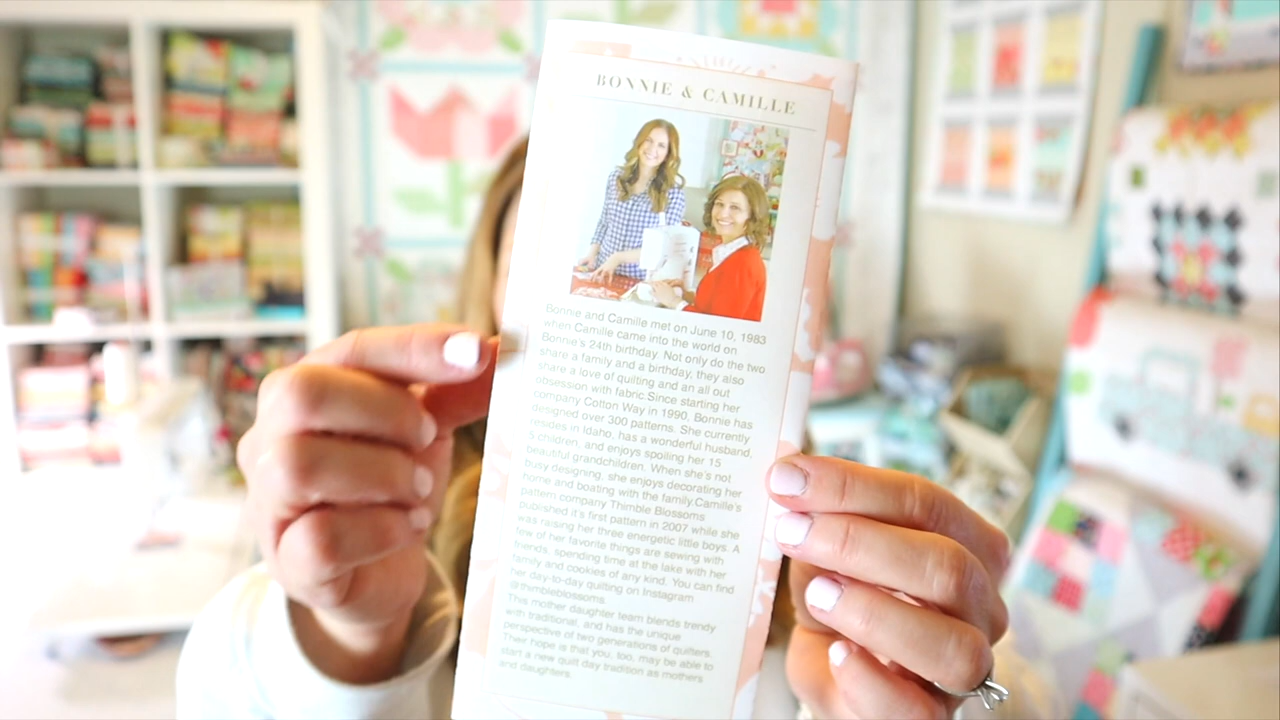 BONNIE & CAMILLE
Bonnie and Camille met on June 10, 1983
when Camille came into the world on
Bonnie's 24th birthday. Not only do the two
share a family and a birthday, they also
share a love of quilting and an all out
obsession with fabric.Since starting her
company Cotton Way in 1990, Bonnie has
designed over 300 patterns. She currently
resides in Idaho, has a wonderful husband,
5 children, and enjoys spoiling her 15
beautiful grandchildren. When she's not
busy designing, she enjoys decorating her
home and boating with the family.Camille's
pattern company Thimble Blossoms
published it's first pattern in 2007 while she
was raising her three energetic little boys. A
few of her favorite things are sewing with
friends, spending time at the lake with her
family and cookies of any kind. You can find
her day-to-day quilting on Instagram
@thimbleblossoms.
This mother daughter team blends trendy
with traditional, and has the unique
perspective of two generations of quilters.
Their hope is that you, too, may be able to
start a new quilt day tradition as mothers
and daughters.